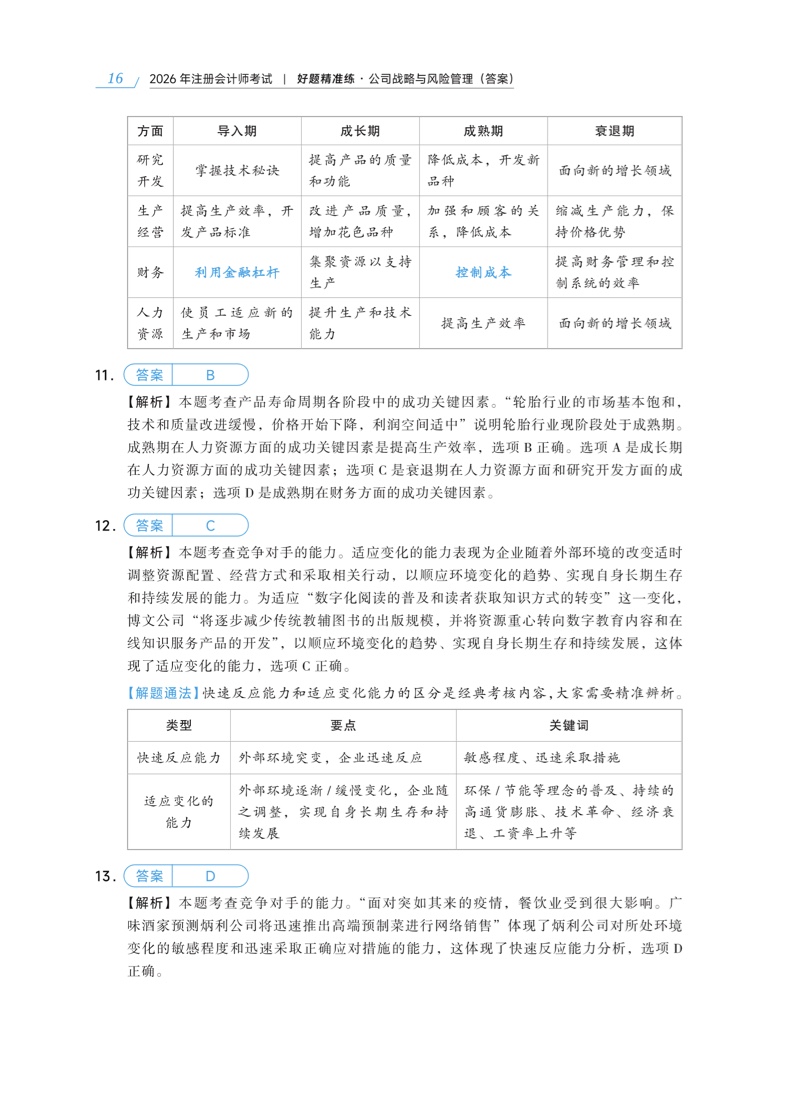 16 2026 年注册会计师考试 | 好题精准练 · 公司战略与风险管理（答案）
方面 导入期 成长期 成熟期 衰退期
研究 提高产品的质量 降低成本，开发新
掌握技术秘诀 面向新的增长领域
开发 和功能 品种
生产 提高生产效率，开 改进产品质量， 加强和顾客的关 缩减生产能力，保
经营 发产品标准 增加花色品种 系，降低成本 持价格优势
集聚资源以支持 提高财务管理和控
财务 利用金融杠杆 控制成本
生产 制系统的效率
人力 使员工适应新的 提升生产和技术
提高生产效率 面向新的增长领域
资源 生产和市场 能力
11. 答案 B
【解析】本题考查产品寿命周期各阶段中的成功关键因素。“轮胎行业的市场基本饱和，
技术和质量改进缓慢，价格开始下降，利润空间适中”说明轮胎行业现阶段处于成熟期。
成熟期在人力资源方面的成功关键因素是提高生产效率，选项 B 正确。选项 A 是成长期
在人力资源方面的成功关键因素；选项 C 是衰退期在人力资源方面和研究开发方面的成
功关键因素；选项 D 是成熟期在财务方面的成功关键因素。
12. 答案 C
【解析】本题考查竞争对手的能力。适应变化的能力表现为企业随着外部环境的改变适时
调整资源配置、经营方式和采取相关行动，以顺应环境变化的趋势、实现自身长期生存
和持续发展的能力。为适应“数字化阅读的普及和读者获取知识方式的转变”这一变化，
博文公司“将逐步减少传统教辅图书的出版规模，并将资源重心转向数字教育内容和在
线知识服务产品的开发”，以顺应环境变化的趋势、实现自身长期生存和持续发展，这体
现了适应变化的能力，选项 C 正确。
【解题通法】快速反应能力和适应变化能力的区分是经典考核内容，大家需要精准辨析。
类型 要点 关键词
快速反应能力 外部环境突变，企业迅速反应 敏感程度、迅速采取措施
外部环境逐渐 / 缓慢变化，企业随 环保 / 节能等理念的普及、持续的
适应变化的 之调整，实现自身长期生存和持 高通货膨胀、技术革命、经济衰
能力 续发展 退、工资率上升等
13. 答案 D
【解析】本题考查竞争对手的能力。“面对突如其来的疫情，餐饮业受到很大影响。广
味酒家预测炳利公司将迅速推出高端预制菜进行网络销售”体现了炳利公司对所处环境
变化的敏感程度和迅速采取正确应对措施的能力，这体现了快速反应能力分析，选项 D
正确。